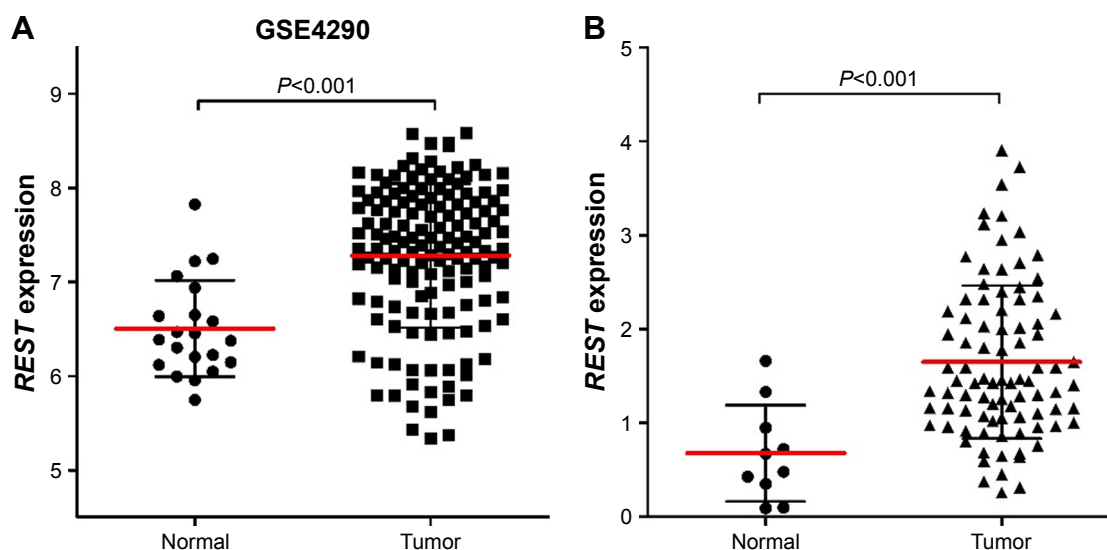 A
GSE4290
P<0.001
REST expression
9
8
7
6
5
Normal Tumor
B
P<0.001
REST expression
5
4
3
2
1
0
Normal Tumor